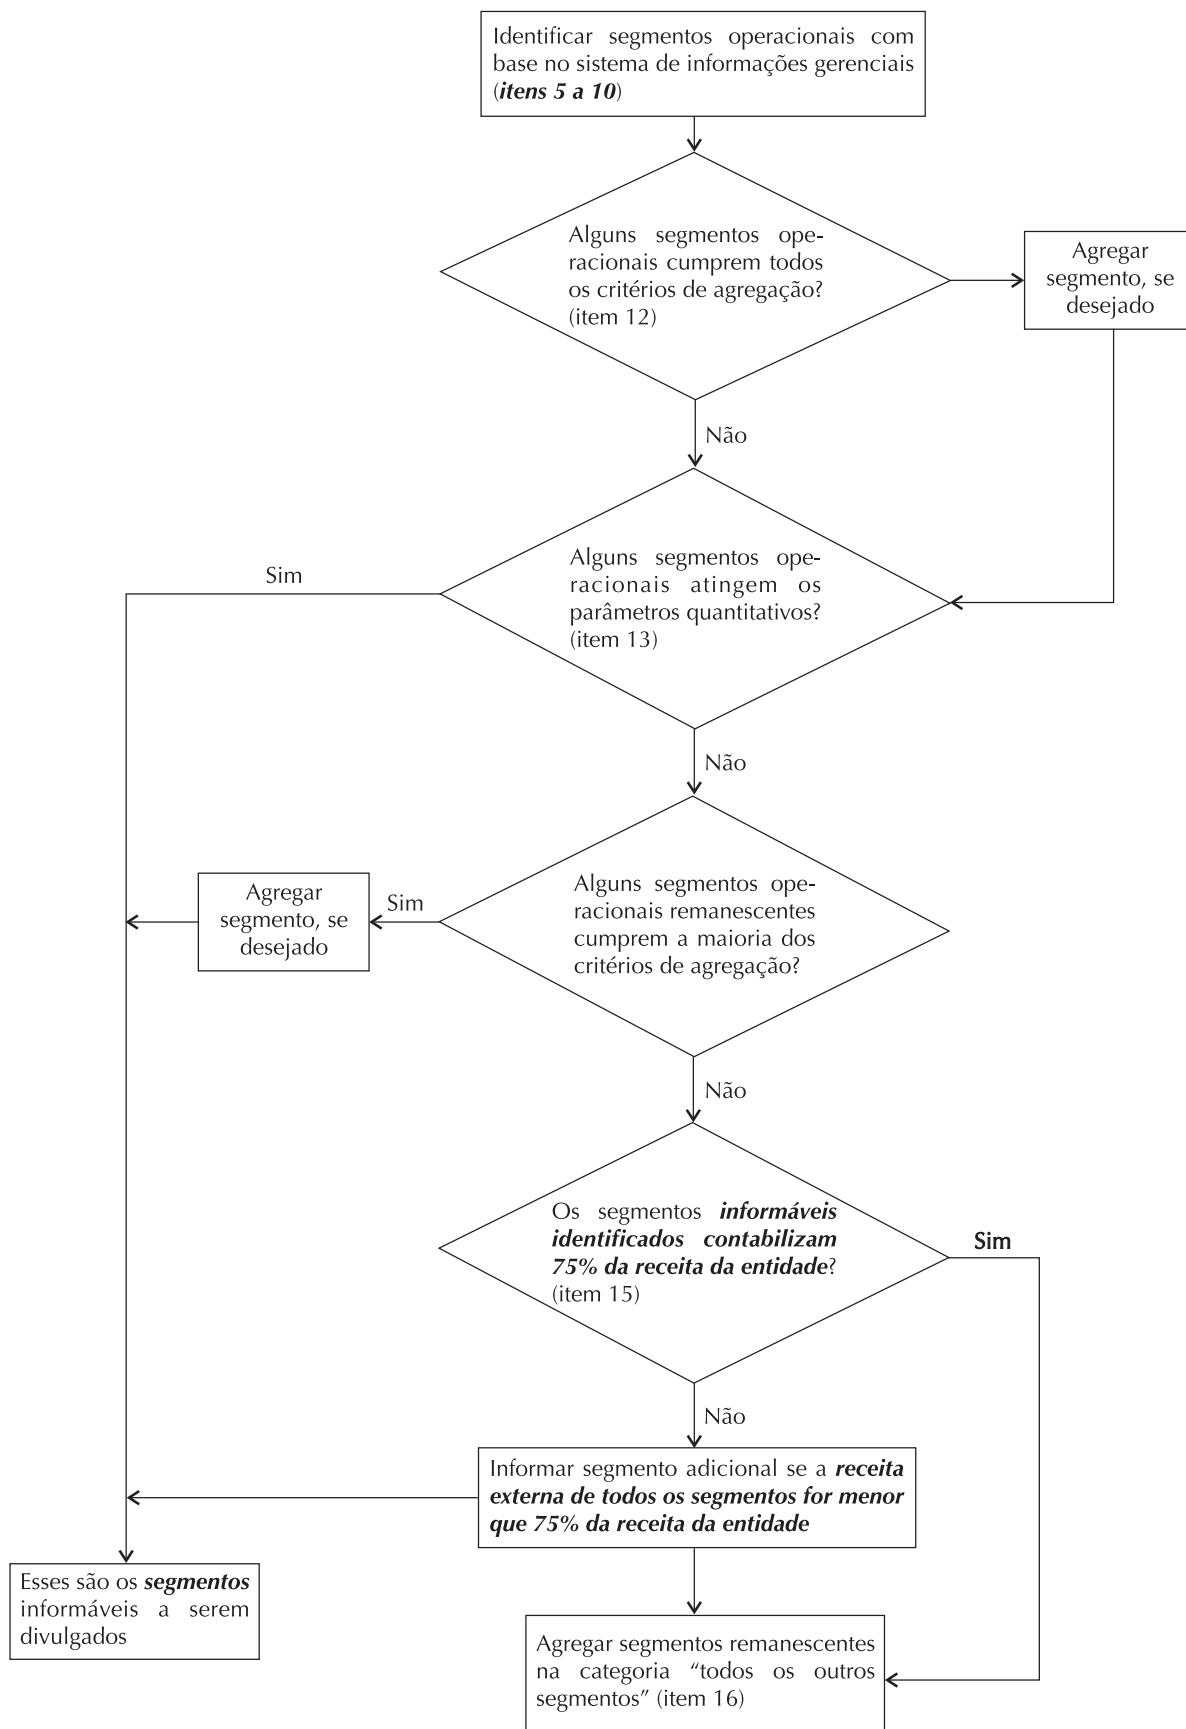 Identificar segmentos operacionais com
base no sistema de informações gerenciais
(itens 5 a 10)
Alguns segmentos ope-
racionais cumprem todos
os critérios de agregação?
(item 12)
Agregar
segmento, se
desejado
Não
Alguns segmentos ope-
racionais atingem os
parâmetros quantitativos?
(item 13)
Sim
Não
Alguns segmentos ope-
racionais remanescentes
cumprem a maioria dos
critérios de agregação?
Sim
Agregar
segmento, se
desejado
Não
Os segmentos informáveis
identificados contabilizam
75% da receita da entidade?
(item 15)
Sim
Não
Informar segmento adicional se a receita
externa de todos os segmentos for menor
que 75% da receita da entidade
Esses são os segmentos
informáveis a serem
divulgados
Agregar segmentos remanescentes
na categoria “todos os outros
segmentos” (item 16)